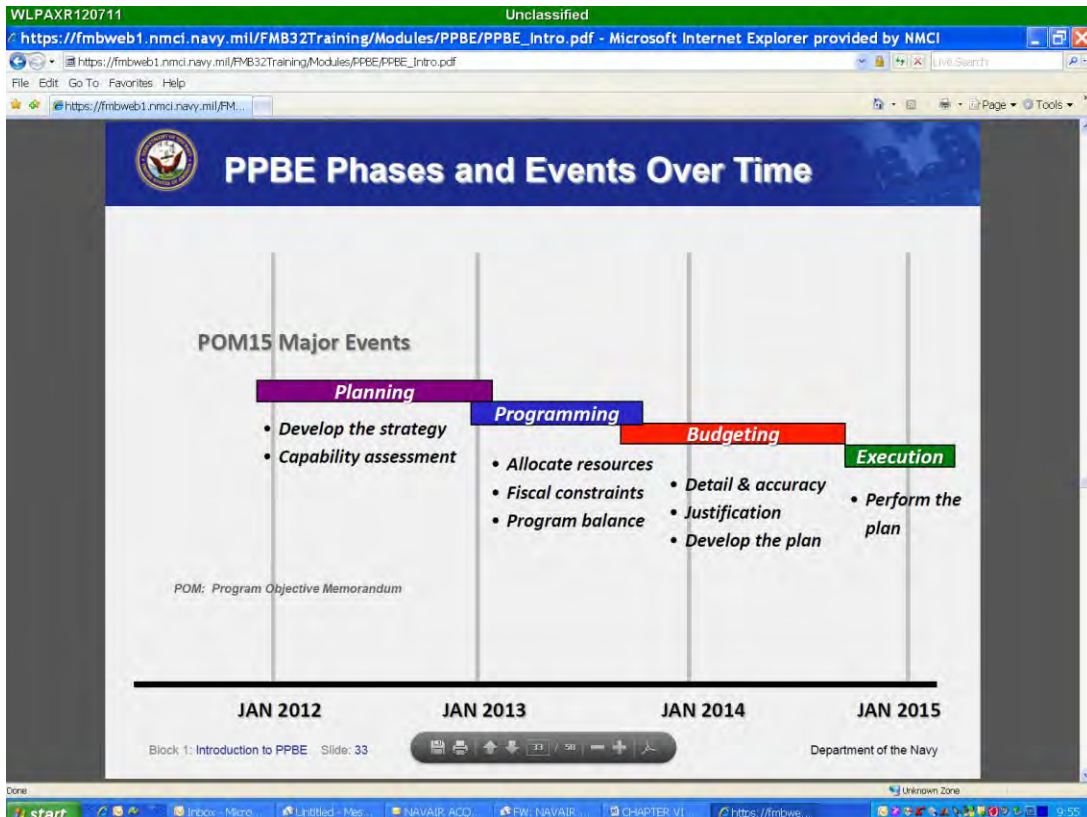 WLPAXR120711
Unclassified
https://fmbweb1.nmci.navy.mil/FMB32Training/Modules/PPBE/PPBE_Intro.pdf - Microsoft Internet Explorer provided by NMCI
https://fmbweb1.nmci.navy.mil/FMB32Training/Modules/PPBE/PPBE_Intro.pdf
Live Search
File Edit Go To Favorites Help
https://fmbweb1.nmci.navy.mil/FM...
Page Tools
PPBE Phases and Events Over Time
POM15 Major Events
Planning
• Develop the strategy
• Capability assessment
Programming
• Allocate resources
• Fiscal constraints
• Program balance
Budgeting
• Detail & accuracy
• Justification
• Develop the plan
Execution
• Perform the
plan
POM: Program Objective Memorandum
JAN 2012 JAN 2013 JAN 2014 JAN 2015
Block 1: Introduction to PPBE Slide: 33
33 / 58
Department of the Navy
Done
Unknown Zone
start
Inbox - Micro...
Untitled - Mes...
NAVAIR ACQ...
FW: NAVAIR ...
CHAPTER VI ...
https://fmbwe...
9:55